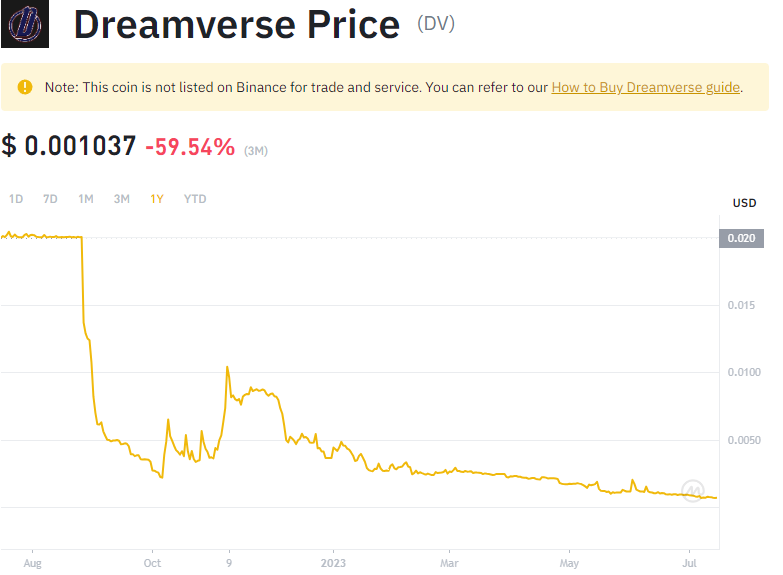 Dreamverse Price (DV)
Note: This coin is not listed on Binance for trade and service. You can refer to our How to Buy Dreamverse guide.
$ 0.001037 -59.54% (3M)
1D 7D 1M 3M 1Y YTD
USD
0.020
0.015
0.0100
0.0050
Aug Oct 9 2023 Mar May Jul